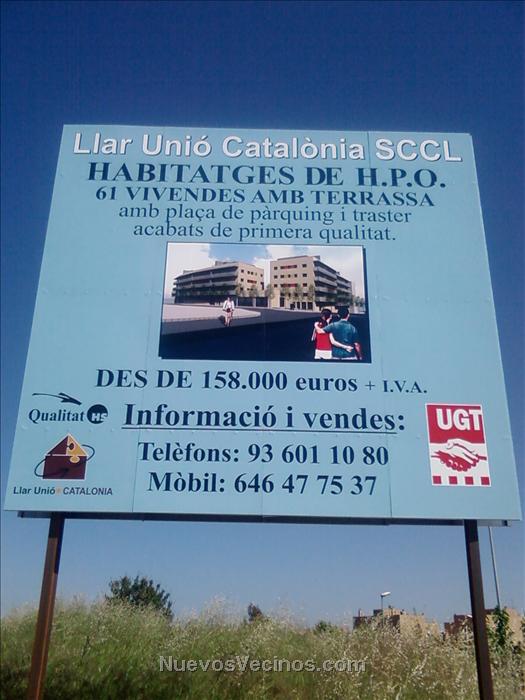 Llar Unió Catalònia SCCL
HABITATGES DE H.P.O.
61 VIVENDES AMB TERRASSA
amb plaça de pàrquing i traster
acabats de primera qualitat.
DES DE 158.000 euros + I.V.A.
Qualitat HS
Informació i vendes:
UGT
Telèfons: 93 601 10 80
Mòbil: 646 47 75 37
Llar Unió CATALONIA
NuevosVecinos.com